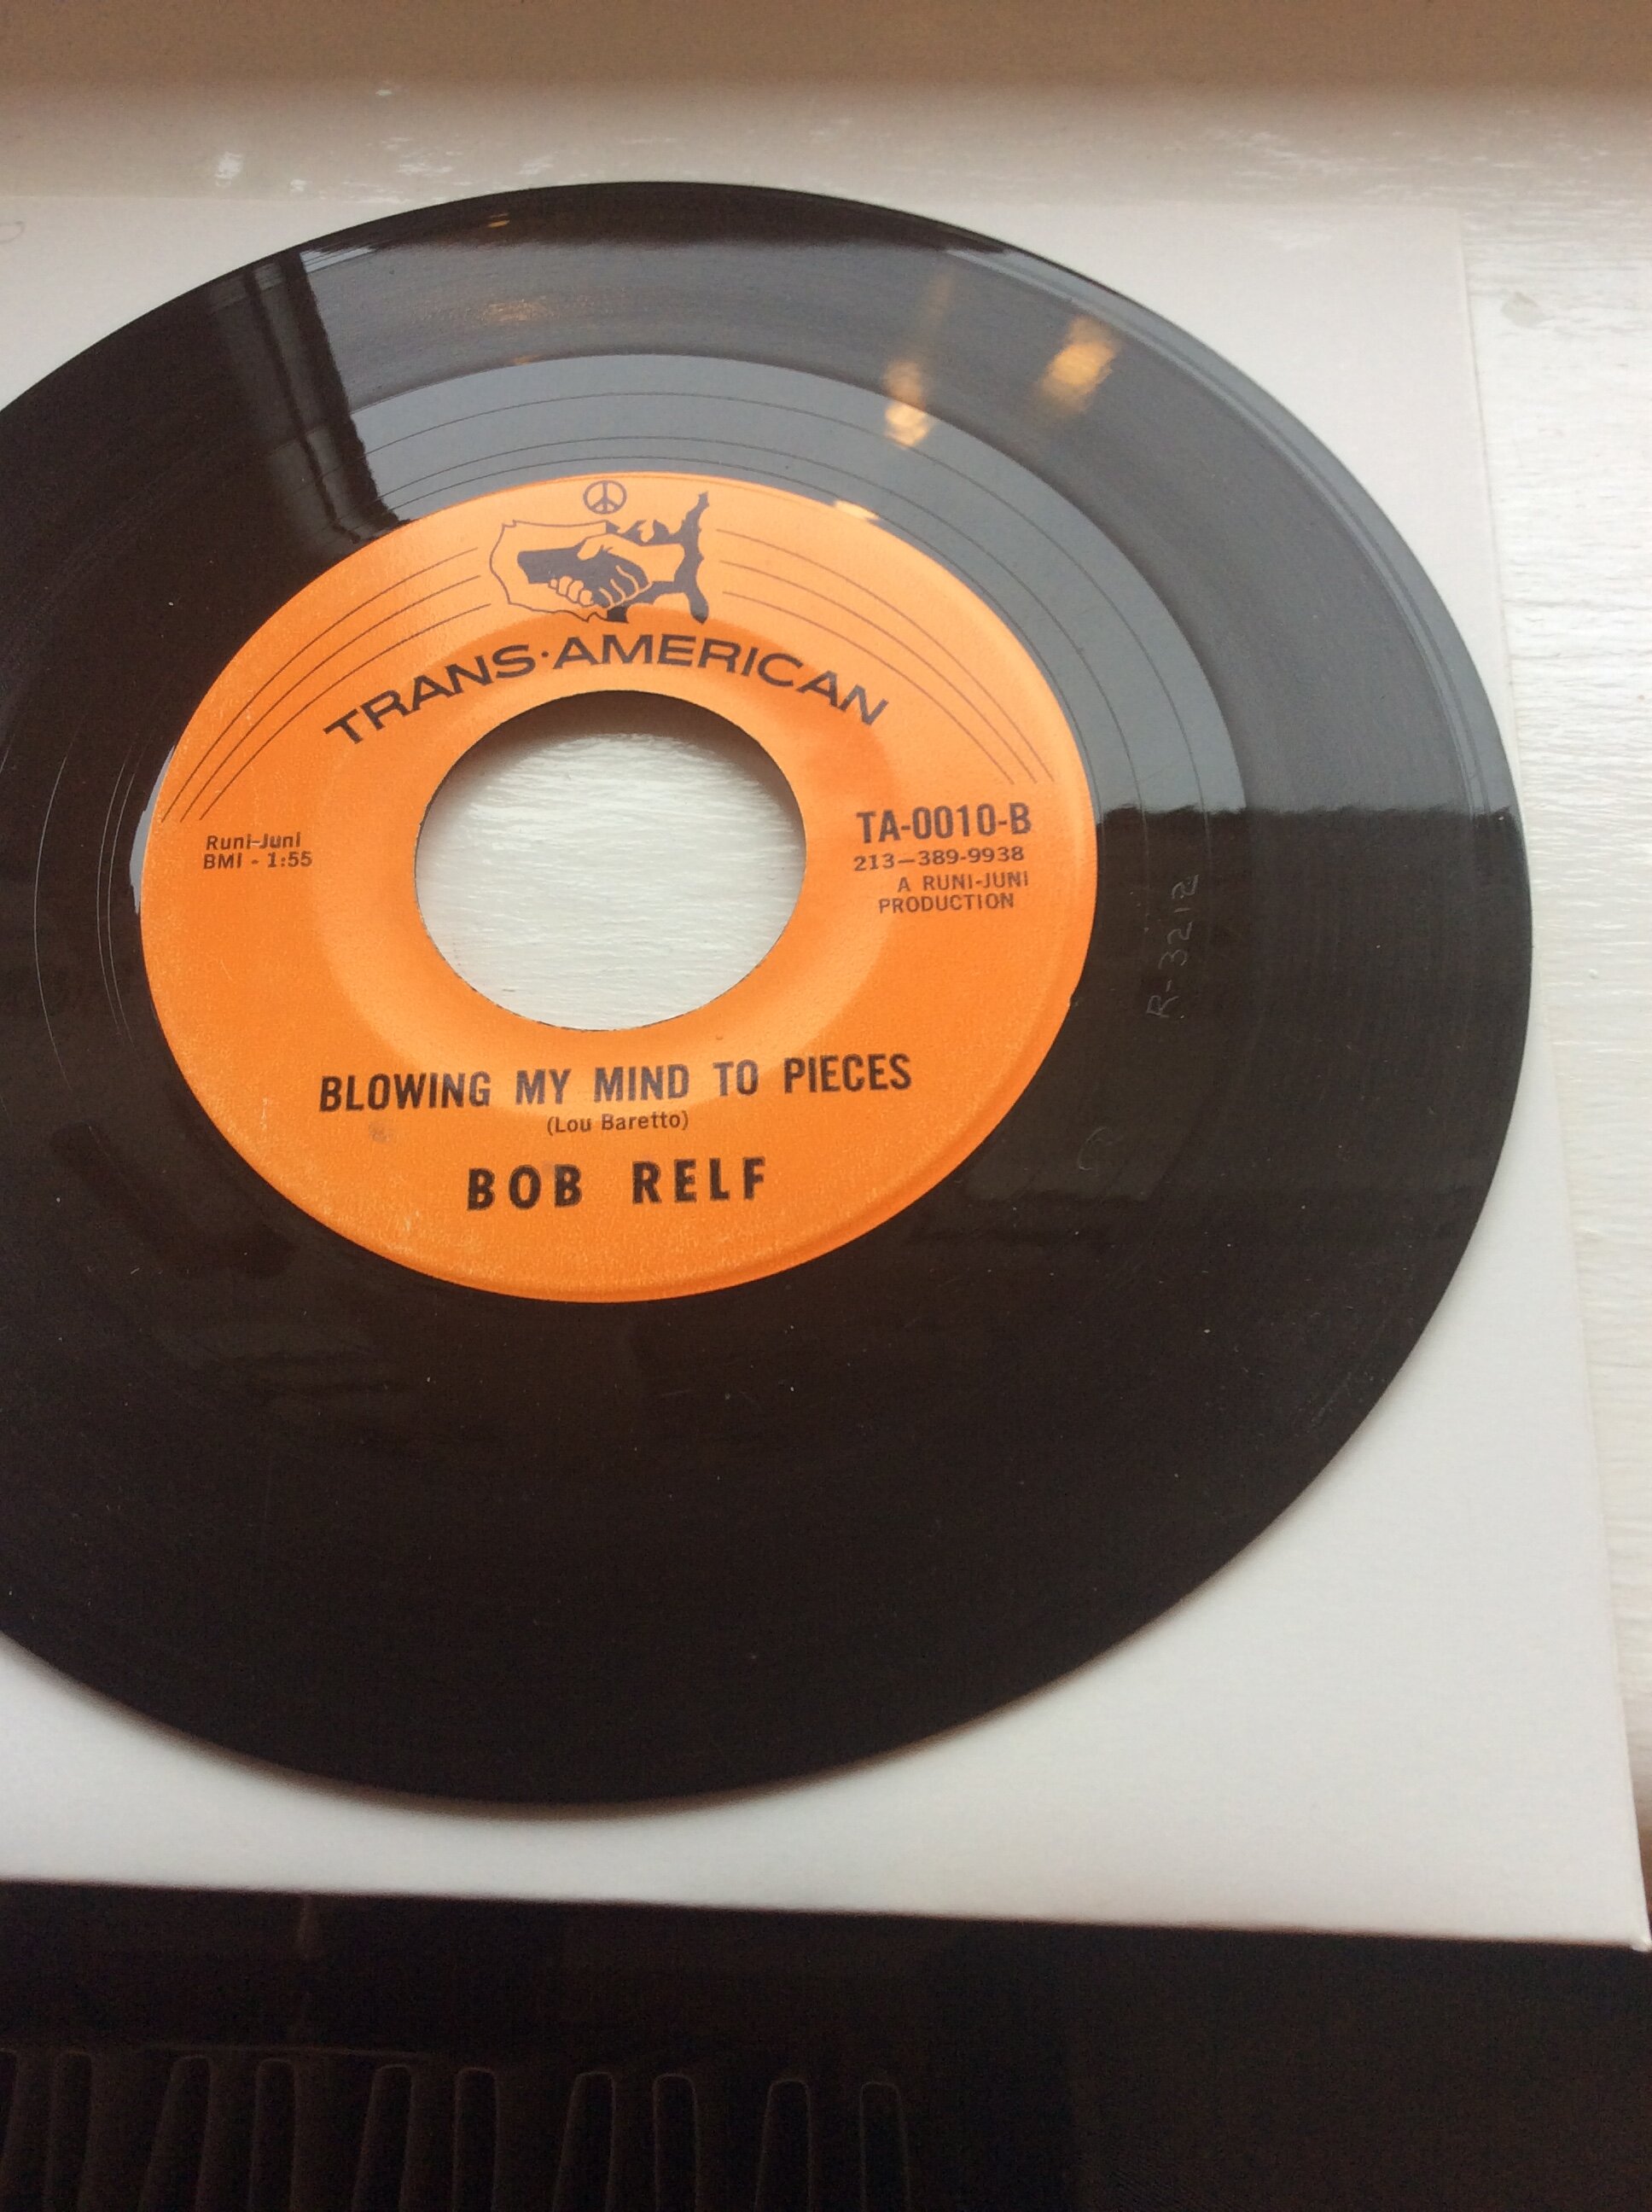 TRANS·AMERICAN
Runi-Juni
BMI - 1:55
TA-0010-B
213-389-9938
A RUNI-JUNI
PRODUCTION
R-3212
BLOWING MY MIND TO PIECES
(Lou Baretto)
BOB RELF